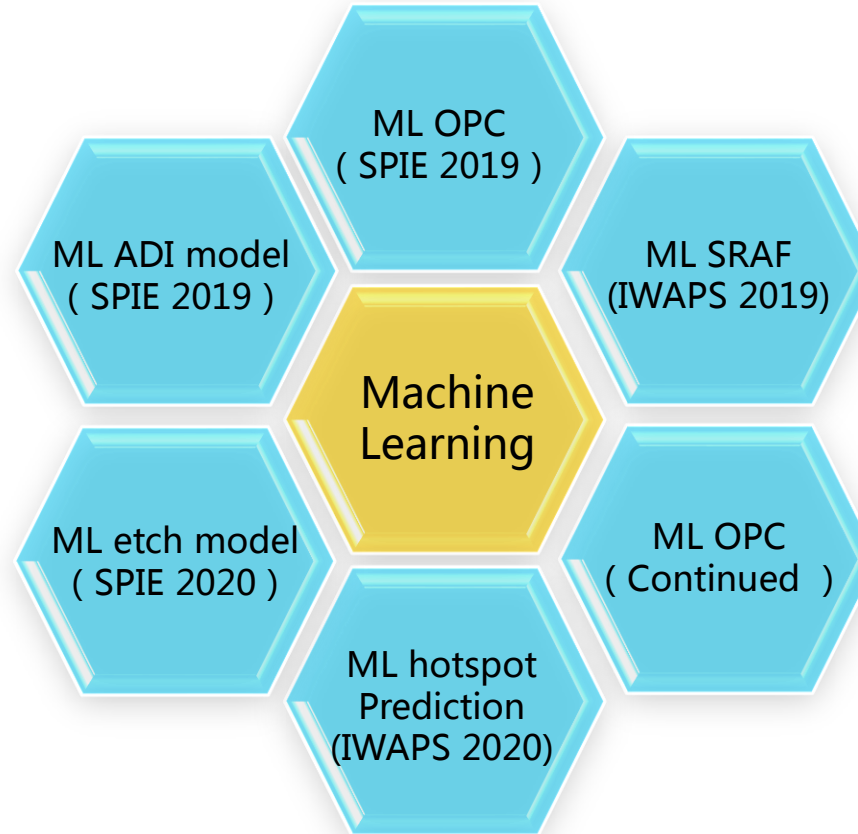 ML OPC
( SPIE 2019 )
ML ADI model
( SPIE 2019 )
ML SRAF
(IWAPS 2019)
Machine
Learning
ML etch model
( SPIE 2020 )
ML OPC
( Continued  )
ML hotspot
Prediction
(IWAPS 2020)